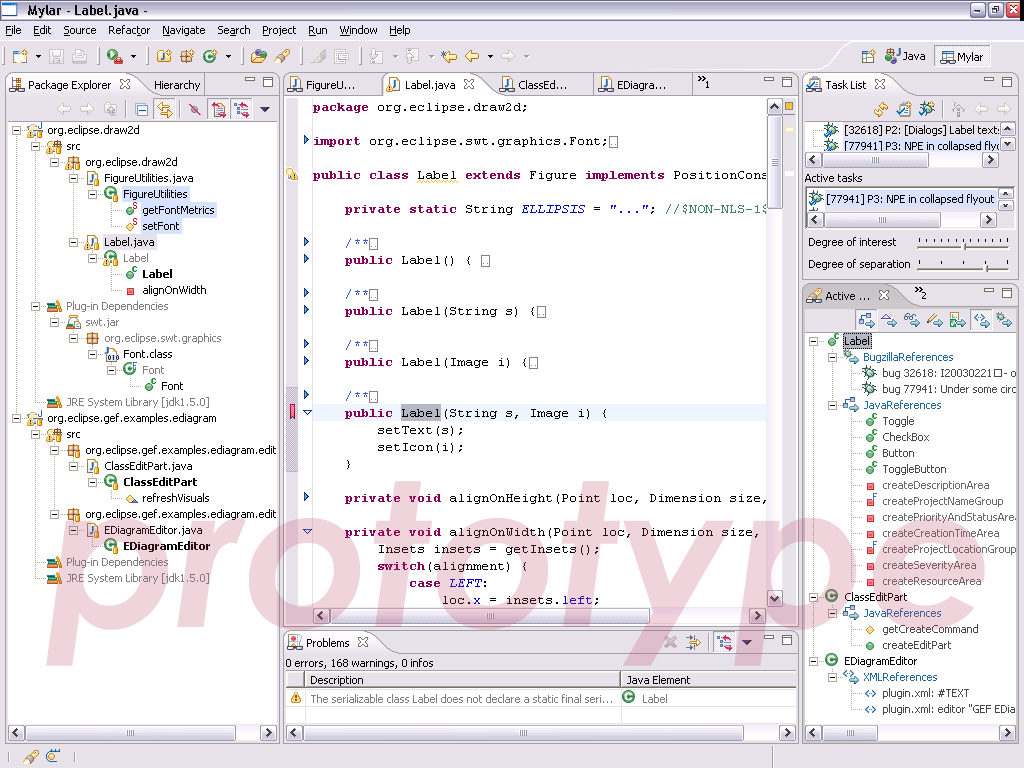 Mylar - Label.java -
File Edit Source Refactor Navigate Search Project Run Window Help
Java Mylar
Package Explorer Hierarchy
org.eclipse.draw2d
src
org.eclipse.draw2d
FigureUtilities.java
FigureUtilities
getFontMetrics
setFont
Label.java
Label
Label
alignOnWidth
Plug-in Dependencies
swt.jar
org.eclipse.swt.graphics
Font.class
Font
Font
JRE System Library [jdk1.5.0]
org.eclipse.gef.examples.ediagram
src
org.eclipse.gef.examples.ediagram.edit
ClassEditPart.java
ClassEditPart
refreshVisuals
org.eclipse.gef.examples.ediagram.edit
EDiagramEditor.java
EDiagramEditor
Plug-in Dependencies
JRE System Library [jdk1.5.0]
FigureU... Label.java ClassEd... EDiagra... »1
package org.eclipse.draw2d;
import org.eclipse.swt.graphics.Font;
public class Label extends Figure implements PositionCons
private static String ELLIPSIS = "..."; //$NON-NLS-1$
/**
public Label() {
/**
public Label(String s) {
/**
public Label(Image i) {
/**
public Label(String s, Image i) {
setText(s);
setIcon(i);
}
private void alignOnHeight(Point loc, Dimension size,
private void alignOnWidth(Point loc, Dimension size,
Insets insets = getInsets();
switch(alignment) {
case LEFT:
loc.x = insets.left;
prototype
Problems
0 errors, 168 warnings, 0 infos
Description Java Element
The serializable class Label does not declare a static final seri... Label
Task List
[32618] P2: [Dialogs] Label text:
[77941] P3: NPE in collapsed flyo
Active tasks
[77941] P3: NPE in collapsed flyout
Degree of interest
Degree of separation
Active ... »2
Label
BugzillaReferences
bug 32618: I20030221□- o
bug 77941: Under some circ
JavaReferences
Toggle
CheckBox
Button
ToggleButton
createDescriptionArea
createProjectNameGroup
createPriorityAndStatusArea
createCreationTimeArea
createProjectLocationGroup
createSeverityArea
createResourceArea
ClassEditPart
JavaReferences
getCreateCommand
createEditPart
EDiagramEditor
XMLReferences
plugin.xml: #TEXT
plugin.xml: editor "GEF EDia